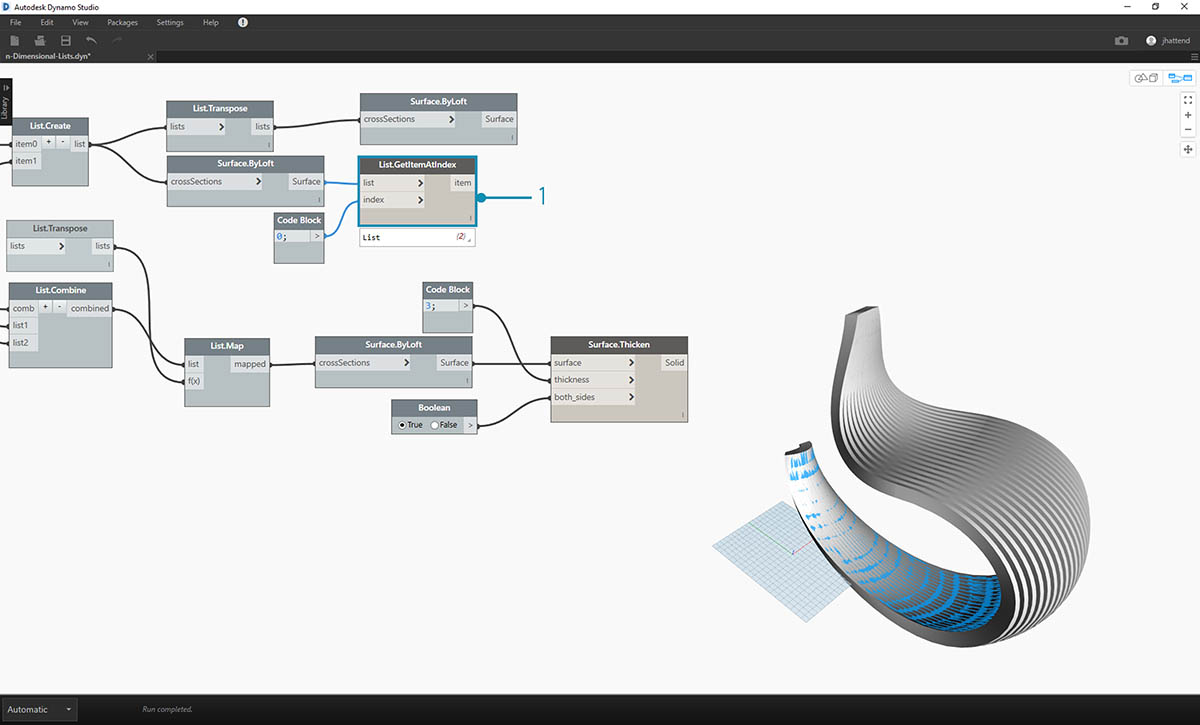 Autodesk Dynamo Studio
File Edit View Packages Settings Help !
jhattend
n-Dimensional-Lists.dyn*
Library
List.Create
item0 + - list
item1
List.Transpose
lists > lists
Surface.ByLoft
crossSections > Surface
Surface.ByLoft
crossSections > Surface
List.GetItemAtIndex
list > item
index >
1
Code Block
0; >
List (2)
List.Transpose
lists > lists
List.Combine
comb + - combined
list1
list2
List.Map
list mapped
f(x)
Surface.ByLoft
crossSections > Surface
Code Block
3; >
Boolean
True False >
Surface.Thicken
surface > Solid
thickness >
both_sides >
Automatic
Run completed.